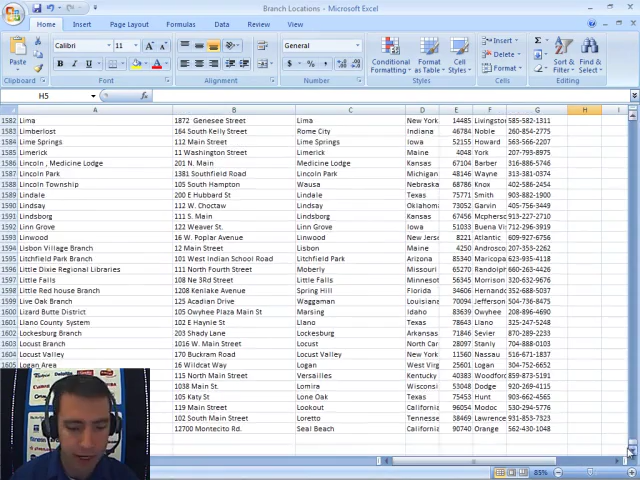 Branch Locations - Microsoft Excel
Home Insert Page Layout Formulas Data Review View
Paste
Clipboard
Calibri 11
B I U
Font
Alignment
General
$ % ,
Number
Conditional Formatting
Format as Table
Cell Styles
Styles
Insert
Delete
Format
Cells
Sort & Filter
Find & Select
Editing
H5
A B C D E F G H I
1582 Lima 1872 Genesee Street Lima New York 14485 Livingston 585-582-1311
1583 Limberlost 164 South Kelly Street Rome City Indiana 46784 Noble 260-854-2775
1584 Lime Springs 112 Main Street Lime Springs Iowa 52155 Howard 563-566-2207
1585 Limerick 11 Washington Street Limerick Maine 4048 York 207-793-8975
1586 Lincoln , Medicine Lodge 201 N. Main Medicine Lodge Kansas 67104 Barber 316-886-5746
1587 Lincoln Park 1381 Southfield Road Lincoln Park Michigan 48146 Wayne 313-381-0374
1588 Lincoln Township 105 South Hampton Wausa Nebraska 68786 Knox 402-586-2454
1589 Lindale 200 E Hubbard St Lindale Texas 75771 Smith 903-882-1900
1590 Lindsay 112 W. Choctaw Lindsay Oklahoma 73052 Garvin 405-756-3449
1591 Lindsborg 111 S. Main Lindsborg Kansas 67456 Mcpherson 913-227-2710
1592 Linn Grove 122 Weaver St. Linn Grove Iowa 51033 Buena Vi 712-296-3919
1593 Linwood 16 W. Poplar Avenue Linwood New Jerse 8221 Atlantic 609-927-6756
1594 Lisbon Village Branch 12 Main Street Lisbon Maine 4250 Androsco 207-353-2262
1595 Litchfield Park Branch 101 West Indian School Road Litchfield Park Arizona 85340 Maricopa 623-935-4118
1596 Little Dixie Regional Libraries 111 North Fourth Street Moberly Missouri 65270 Randolph 660-263-4426
1597 Little Falls 108 Ne 3Rd Street Little Falls Minnesota 56345 Morrison 320-632-9676
1598 Little Red house Branch 1208 Kenlake Avenue Spring Hill Florida 34606 Hernando 352-688-5037
1599 Live Oak Branch 125 Acadian Drive Waggaman Louisiana 70094 Jefferson 504-736-8475
1600 Lizard Butte District 105 Owyhee Plaza Main St Marsing Idaho 83639 Owyhee 208-896-4690
1601 Llano County System 102 E Haynie St Llano Texas 78643 Llano 325-247-5248
1602 Lockesburg Branch 203 Shady Lane Lockesburg Arkansas 71846 Sevier 870-289-2233
1603 Locust Branch 1016 W. Main Street Locust North Car 28097 Stanly 704-888-0103
1604 Locust Valley 170 Buckram Road Locust Valley New York 11560 Nassau 516-671-1837
1605 Logan Area 16 Wildcat Way Logan West Virg 25601 Logan 304-752-6652
115 North Main Street Versailles Kentucky 40383 Woodford 859-873-5191
1038 Main St. Lomira Wisconsin 53048 Dodge 920-269-4115
105 Katy St Lone Oak Texas 75453 Hunt 903-662-4565
119 Main Street Lookout California 96054 Modoc 530-294-5776
102 South Main Street Loretto Tennessee 38469 Lawrence 931-853-7323
12700 Montecito Rd. Seal Beach California 90740 Orange 562-430-1048
85%